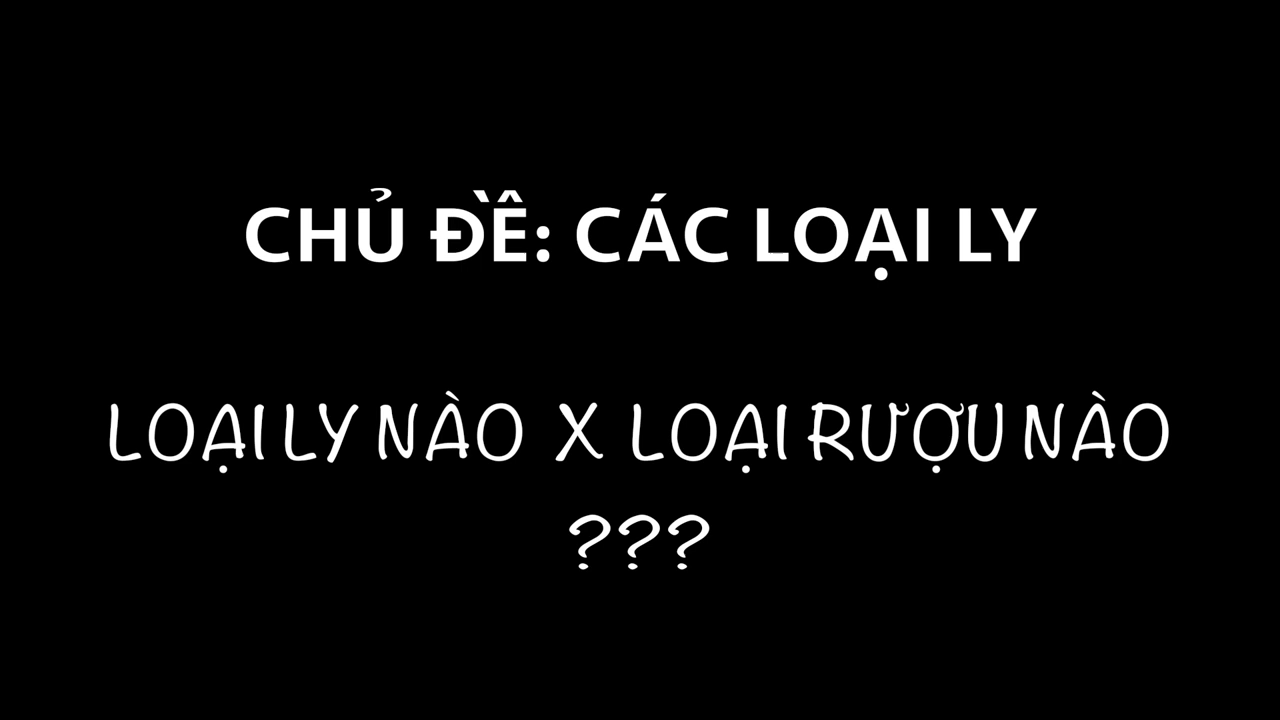 CHỦ ĐỀ: CÁC LOẠI LY
LOẠI LY NÀO X LOẠI RƯỢU NÀO
???